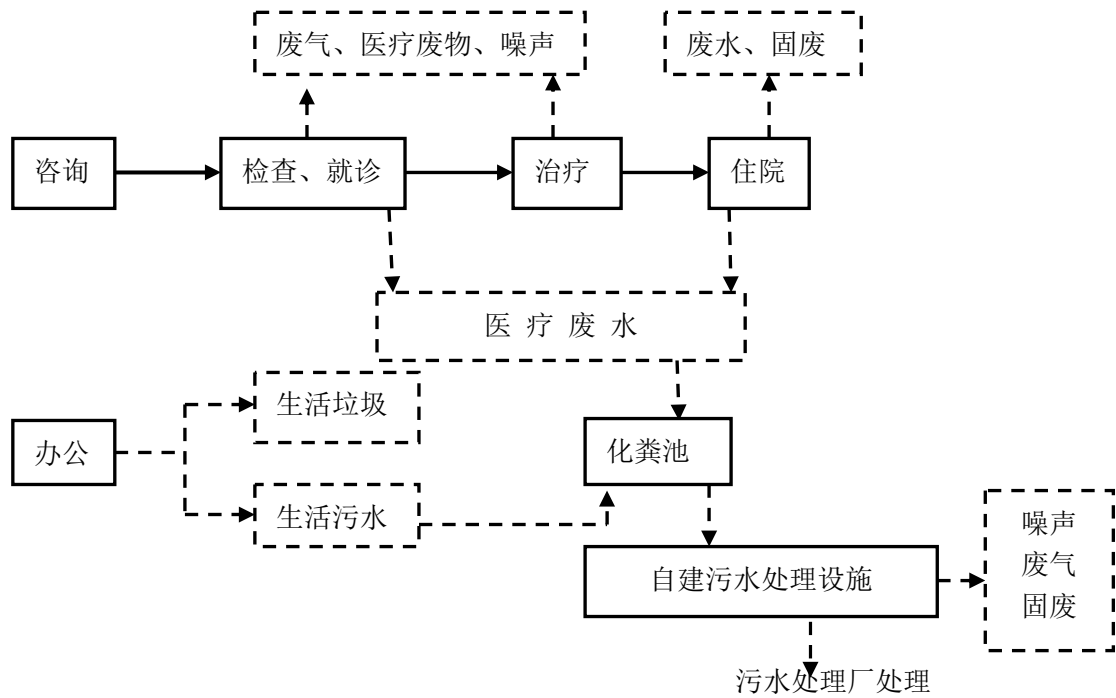 废气、医疗废物、噪声
废水、固废
咨询
检查、就诊
治疗
住院
医 疗 废 水
生活垃圾
办公
化粪池
生活污水
噪声
废气
固废
自建污水处理设施
污水处理厂处理